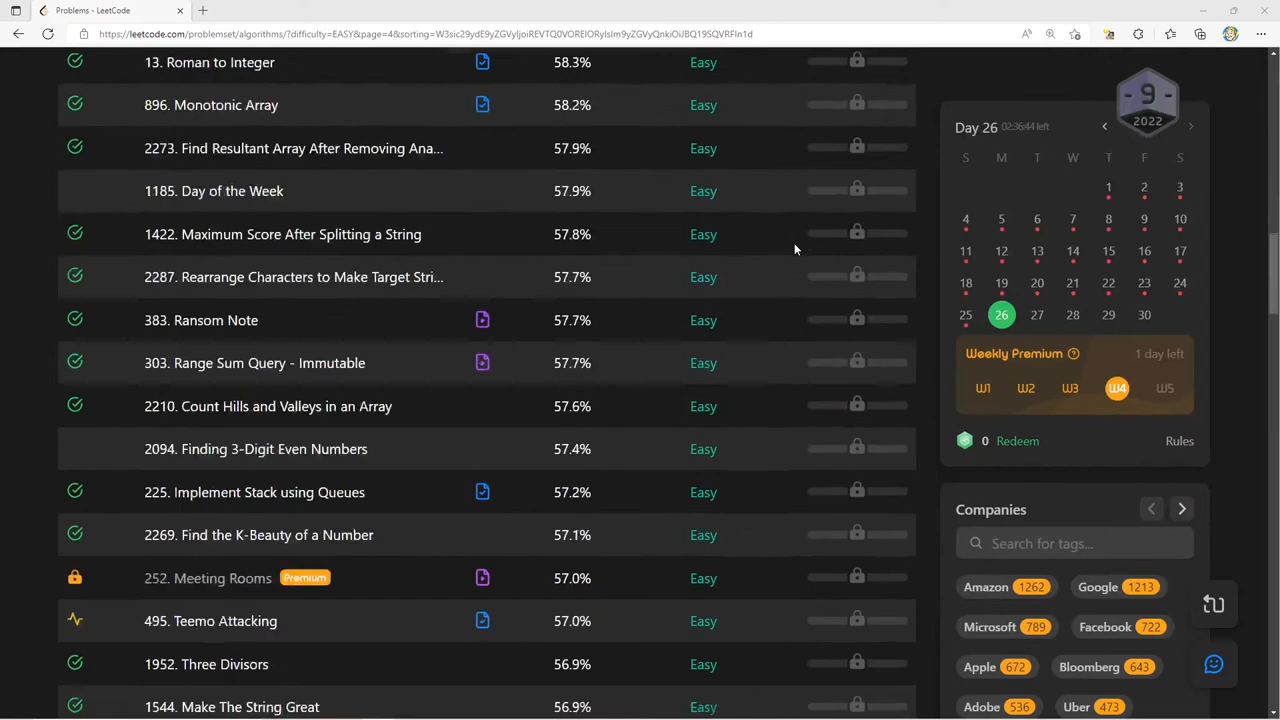 Problems - LeetCode
https://leetcode.com/problemset/algorithms/?difficulty=EASY&page=4&sorting=W3sic29ydE9yZGVyIjoiREVTQ0VORElORyIsIm9yZGVyQnkiOiJBQ19SQVRFIn1d
13. Roman to Integer 58.3% Easy
896. Monotonic Array 58.2% Easy
2273. Find Resultant Array After Removing Ana... 57.9% Easy
1185. Day of the Week 57.9% Easy
1422. Maximum Score After Splitting a String 57.8% Easy
2287. Rearrange Characters to Make Target Stri... 57.7% Easy
383. Ransom Note 57.7% Easy
303. Range Sum Query - Immutable 57.7% Easy
2210. Count Hills and Valleys in an Array 57.6% Easy
2094. Finding 3-Digit Even Numbers 57.4% Easy
225. Implement Stack using Queues 57.2% Easy
2269. Find the K-Beauty of a Number 57.1% Easy
252. Meeting Rooms Premium 57.0% Easy
495. Teemo Attacking 57.0% Easy
1952. Three Divisors 56.9% Easy
1544. Make The String Great 56.9% Easy
9
2022
Day 26 02:36:44 left
S M T W T F S
1 2 3
4 5 6 7 8 9 10
11 12 13 14 15 16 17
18 19 20 21 22 23 24
25 26 27 28 29 30
Weekly Premium 1 day left
W1 W2 W3 W4 W5
0 Redeem Rules
Companies
Search for tags...
Amazon 1262 Google 1213
Microsoft 789 Facebook 722
Apple 672 Bloomberg 643
Adobe 536 Uber 473